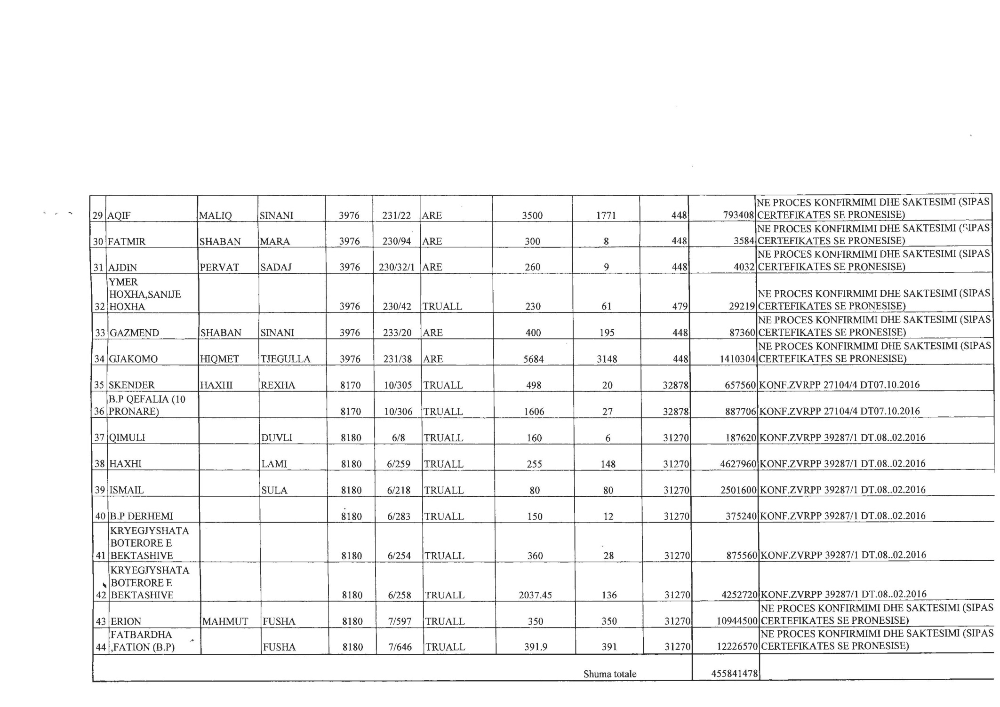 NE PROCES KONFIRMIMI DHE SAKTESIMI (SIPAS
29 AQIF MALIQ SINANI 3976 231/22 ARE 3500 1771 448 793408 CERTEFIKATES SE PRONESISE)
NE PROCES KONFIRMIMI DHE SAKTESIMI (SIPAS
30 FATMIR SHABAN MARA 3976 230/94 ARE 300 8 448 3584 CERTEFIKATES SE PRONESISE)
NE PROCES KONFIRMIMI DHE SAKTESIMI (SIPAS
31 AJDIN PERVAT SADAJ 3976 230/32/1 ARE 260 9 448 4032 CERTEFIKATES SE PRONESISE)
YMER
HOXHA,SANIJE NE PROCES KONFIRMIMI DHE SAKTESIMI (SIPAS
32 HOXHA 3976 230/42 TRUALL 230 61 479 29219 CERTEFIKATES SE PRONESISE)
NE PROCES KONFIRMIMI DHE SAKTESIMI (SIPAS
33 GAZMEND SHABAN SINANI 3976 233/20 ARE 400 195 448 87360 CERTEFIKATES SE PRONESISE)
NE PROCES KONFIRMIMI DHE SAKTESIMI (SIPAS
34 GJAKOMO HIQMET TJEGULLA 3976 231/38 ARE 5684 3148 448 1410304 CERTEFIKATES SE PRONESISE)
35 SKENDER HAXHI REXHA 8170 10/305 TRUALL 498 20 32878 657560 KONF.ZVRPP 27104/4 DT07.10.2016
B.P QEFALIA (10
36 PRONARE) 8170 10/306 TRUALL 1606 27 32878 887706 KONF.ZVRPP 27104/4 DT07.10.2016
37 QIMULI DUVLI 8180 6/8 TRUALL 160 6 31270 187620 KONF.ZVRPP 39287/1 DT.08..02.2016
38 HAXHI LAMI 8180 6/259 TRUALL 255 148 31270 4627960 KONF.ZVRPP 39287/1 DT.08..02.2016
39 ISMAIL SULA 8180 6/218 TRUALL 80 80 31270 2501600 KONF.ZVRPP 39287/1 DT.08..02.2016
40 B.P DERHEMI 8180 6/283 TRUALL 150 12 31270 375240 KONF.ZVRPP 39287/1 DT.08..02.2016
KRYEGJYSHATA
BOTERORE E
41 BEKTASHIVE 8180 6/254 TRUALL 360 28 31270 875560 KONF.ZVRPP 39287/1 DT.08..02.2016
KRYEGJYSHATA
BOTERORE E
42 BEKTASHIVE 8180 6/258 TRUALL 2037.45 136 31270 4252720 KONF.ZVRPP 39287/1 DT.08..02.2016
NE PROCES KONFIRMIMI DHE SAKTESIMI (SIPAS
43 ERION MAHMUT FUSHA 8180 7/597 TRUALL 350 350 31270 10944500 CERTEFIKATES SE PRONESISE)
FATBARDHA NE PROCES KONFIRMIMI DHE SAKTESIMI (SIPAS
44 ,FATION (B.P) FUSHA 8180 7/646 TRUALL 391.9 391 31270 12226570 CERTEFIKATES SE PRONESISE)
Shuma totale 455841478